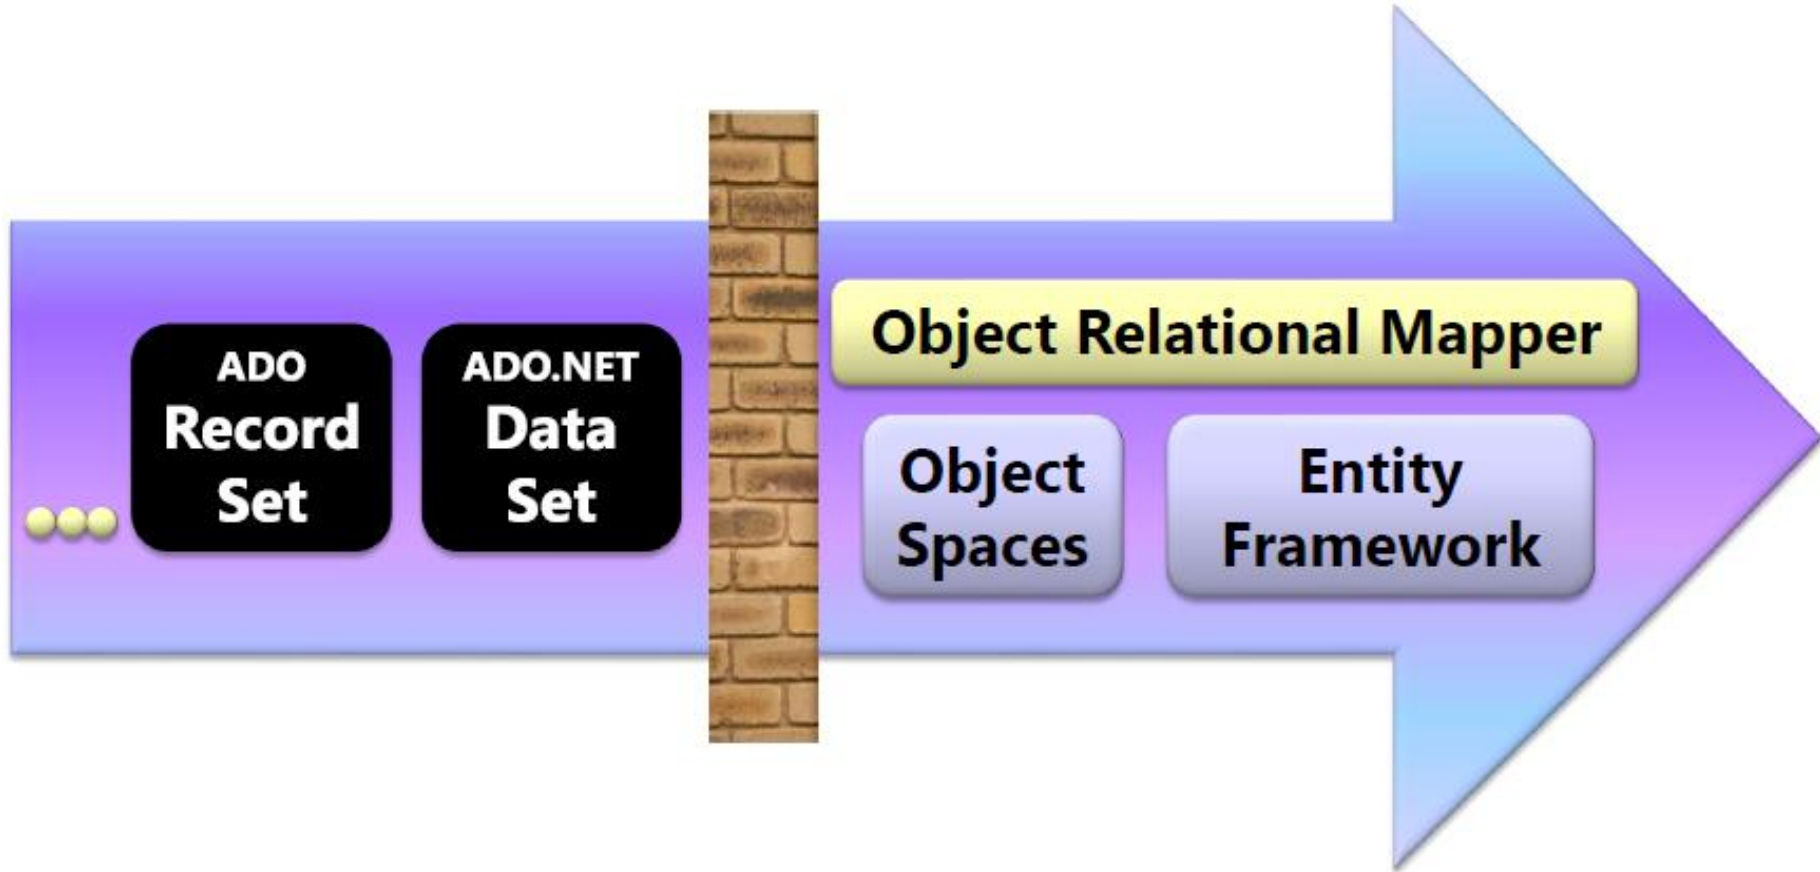 ADO
Record
Set
ADO.NET
Data
Set
Object Relational Mapper
Object
Spaces
Entity
Framework